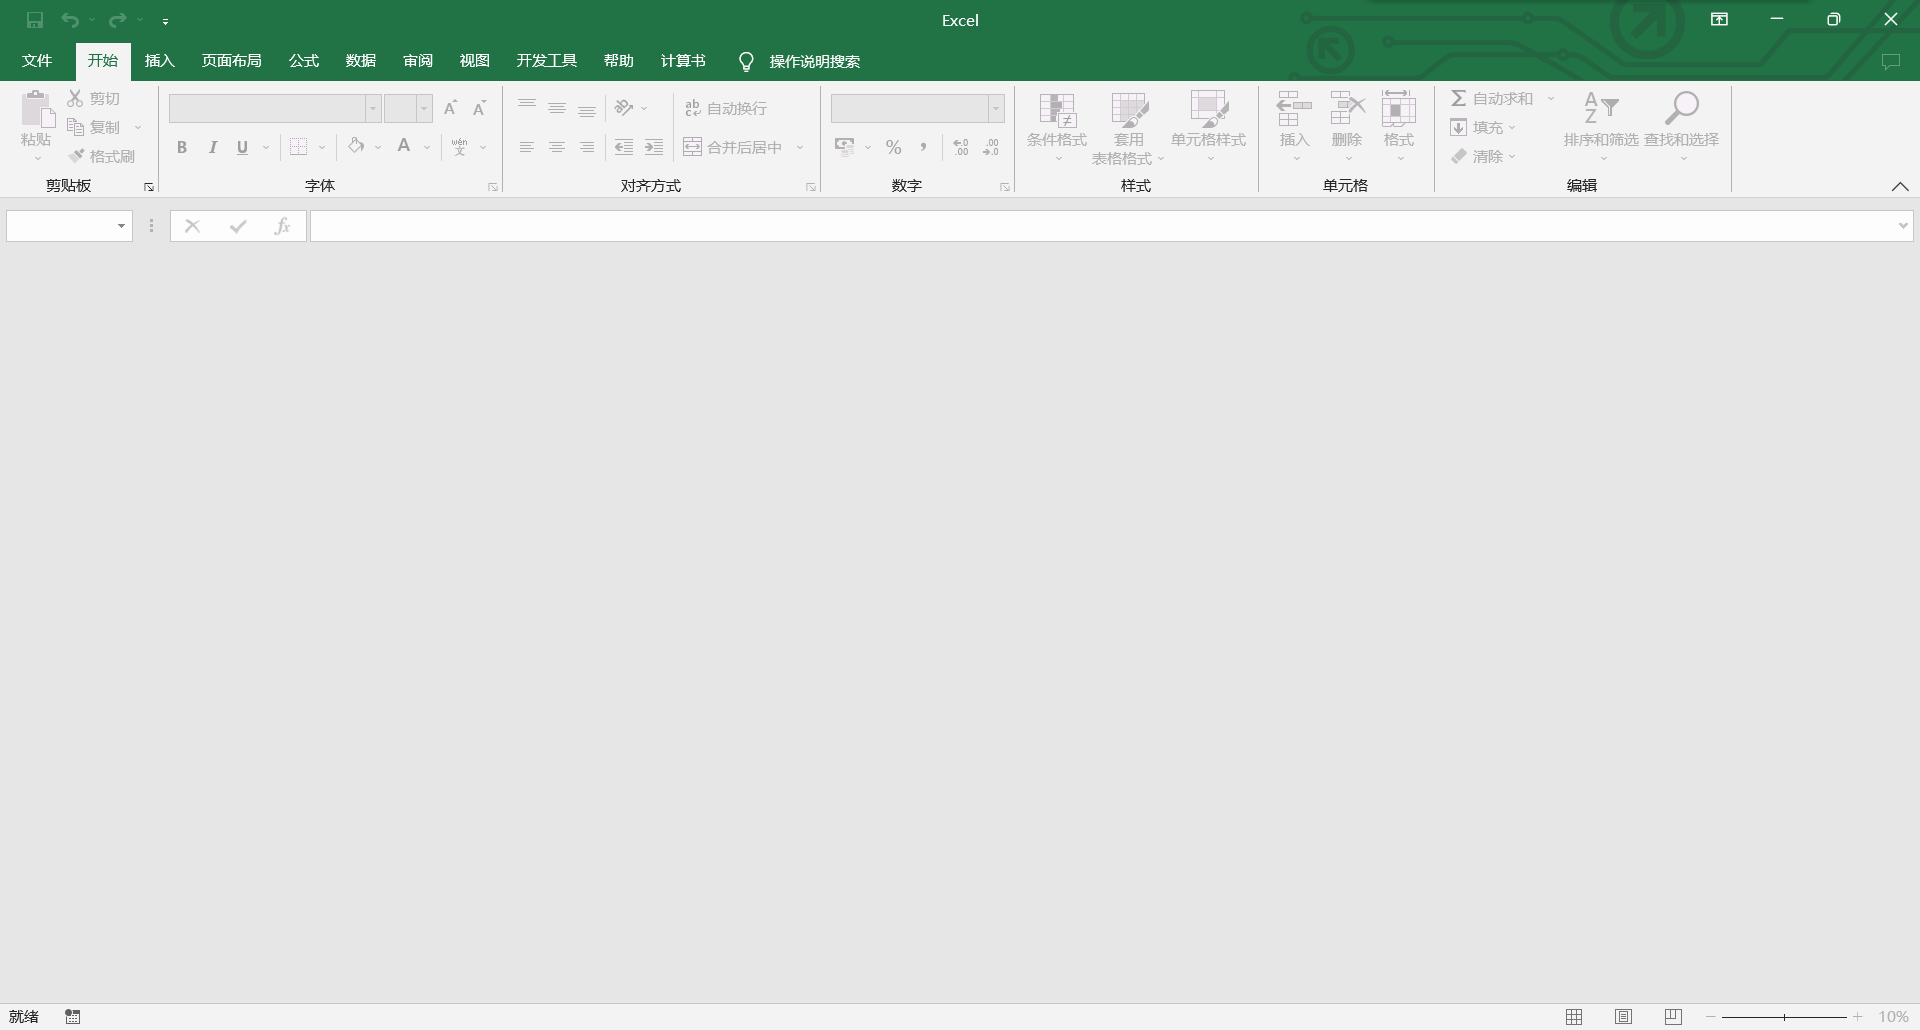 Excel
文件 开始 插入 页面布局 公式 数据 审阅 视图 开发工具 帮助 计算书 操作说明搜索
粘贴
剪切
复制
格式刷
剪贴板
B I U A wén 文
字体
ab 自动换行
合并后居中
对齐方式
% , .00 .00
数字
条件格式
套用
表格格式
单元格样式
样式
插入
删除
格式
单元格
自动求和
填充
清除
排序和筛选
查找和选择
编辑
fx
就绪
10%